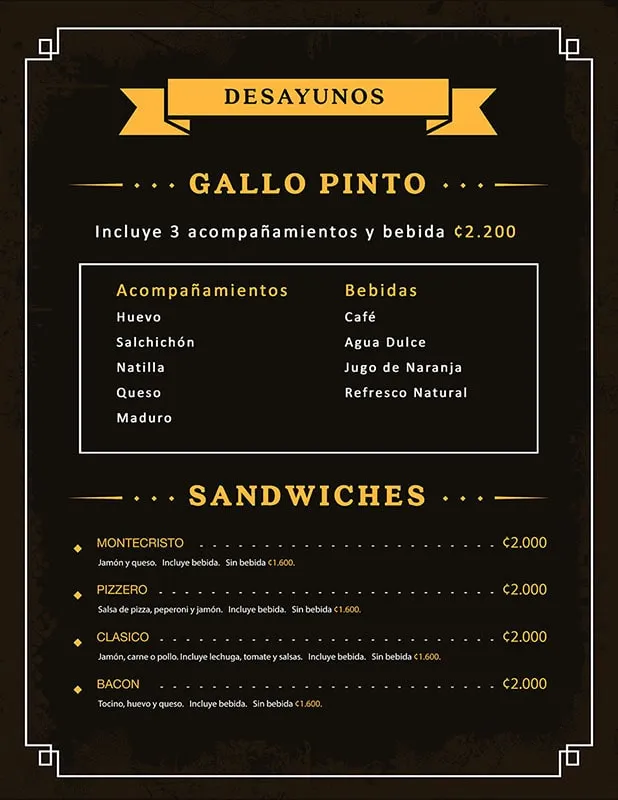 DESAYUNOS
GALLO PINTO
Incluye 3 acompañamientos y bebida ¢2.200
Acompañamientos
Huevo
Salchichón
Natilla
Queso
Maduro
Bebidas
Café
Agua Dulce
Jugo de Naranja
Refresco Natural
SANDWICHES
MONTECRISTO - - - - - - - - - - - - - - - - - - - - - - ¢2.000
Jamón y queso. Incluye bebida. Sin bebida ¢1.600.
PIZZERO - - - - - - - - - - - - - - - - - - - - - - - - - ¢2.000
Salsa de pizza, peperoni y jamón. Incluye bebida. Sin bebida ¢1.600.
CLASICO - - - - - - - - - - - - - - - - - - - - - - - - - ¢2.000
Jamón, carne o pollo. Incluye lechuga, tomate y salsas. Incluye bebida. Sin bebida ¢1.600.
BACON - - - - - - - - - - - - - - - - - - - - - - - - - ¢2.000
Tocino, huevo y queso. Incluye bebida. Sin bebida ¢1.600.